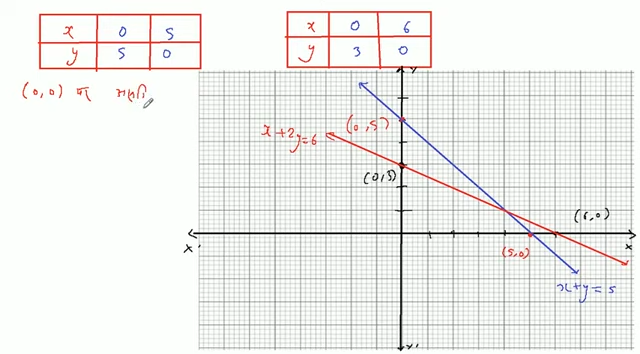 x 0 5
y 5 0
x 0 6
y 3 0
(0,0) पर
y
(0,5)
x+2y=6
(0,3)
(6,0)
x'
x
(5,0)
x+y=5